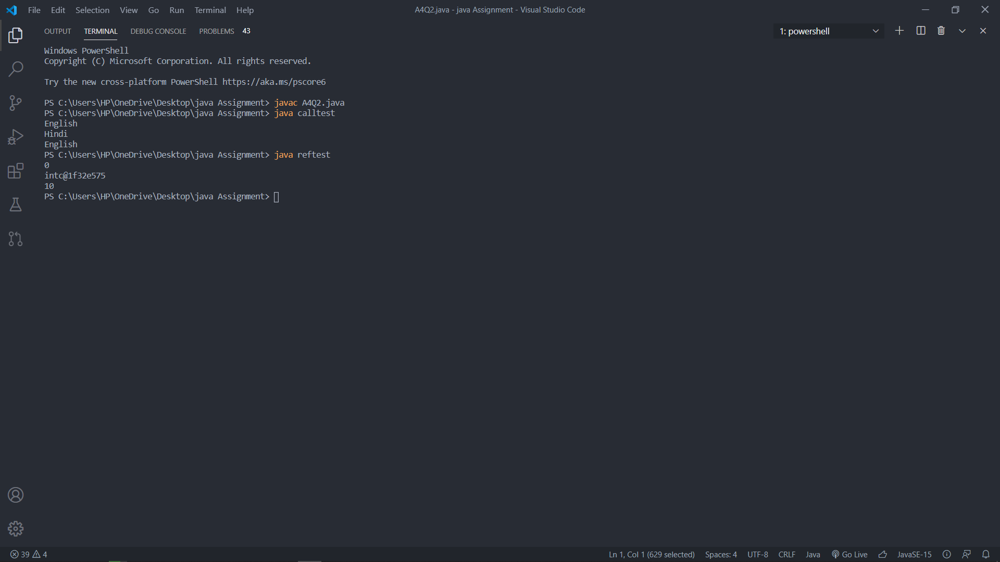 File Edit Selection View Go Run Terminal Help
A4Q2.java - java Assignment - Visual Studio Code
OUTPUT TERMINAL DEBUG CONSOLE PROBLEMS 43
1: powershell
Windows PowerShell
Copyright (C) Microsoft Corporation. All rights reserved.
Try the new cross-platform PowerShell https://aka.ms/pscore6
PS C:\Users\HP\OneDrive\Desktop\java Assignment> javac A4Q2.java
PS C:\Users\HP\OneDrive\Desktop\java Assignment> java calltest
English
Hindi
English
PS C:\Users\HP\OneDrive\Desktop\java Assignment> java reftest
0
intc@1f32e575
10
PS C:\Users\HP\OneDrive\Desktop\java Assignment>
39 4
Ln 1, Col 1 (629 selected) Spaces: 4 UTF-8 CRLF Java Go Live JavaSE-15